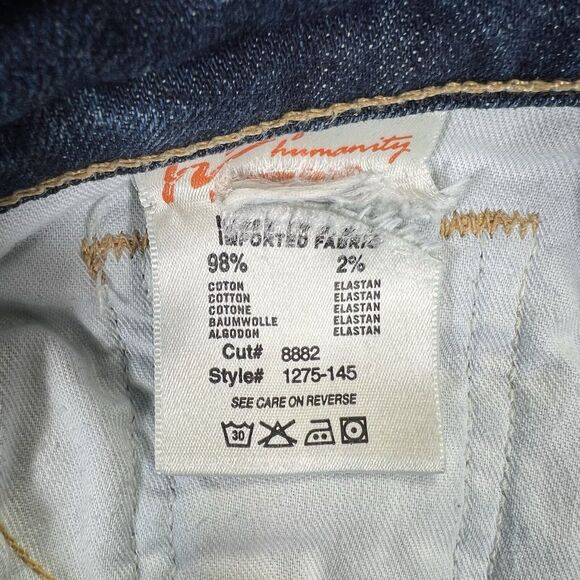 humanity
IMPORTED FABRIC
98% 2%
COTON ELASTAN
COTTON ELASTAN
COTONE ELASTAN
BAUMWOLLE ELASTAN
ALGODON ELASTAN
Cut# 8882
Style# 1275-145
SEE CARE ON REVERSE
30